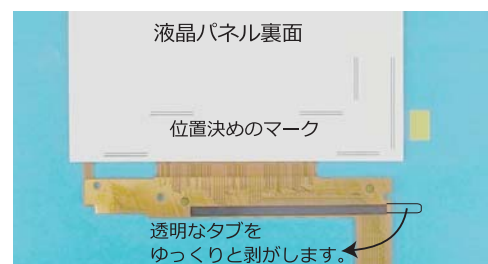 液晶パネル裏面
位置決めのマーク
透明なタブを
ゆっくりと剥がします。